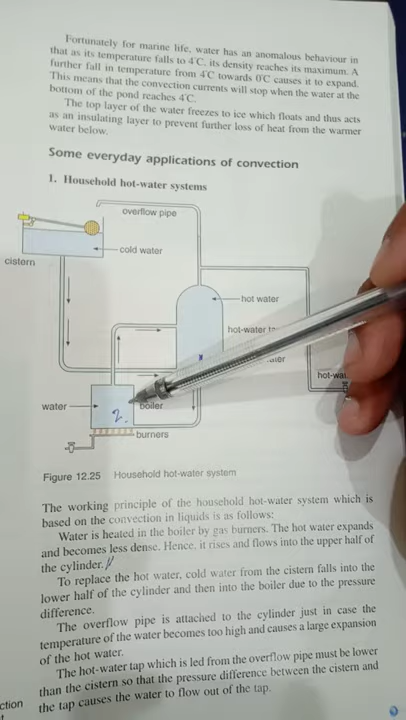 Fortunately for marine life, water has an anomalous behaviour in
that as its temperature falls to 4°C, its density reaches its maximum. A
further fall in temperature from 4°C towards 0°C causes it to expand.
This means that the convection currents will stop when the water at the
bottom of the pond reaches 4°C.
The top layer of the water freezes to ice which floats and thus acts
as an insulating layer to prevent further loss of heat from the warmer
water below.
Some everyday applications of convection
1. Household hot-water systems
overflow pipe
cold water
cistern
hot water
hot-water
hot-wat
water
2.
boiler
burners
Figure 12.25 Household hot-water system
The working principle of the household hot-water system which is
based on the convection in liquids is as follows:
Water is heated in the boiler by gas burners. The hot water expands
and becomes less dense. Hence, it rises and flows into the upper half of
the cylinder.
To replace the hot water, cold water from the cistern falls into the
lower half of the cylinder and then into the boiler due to the pressure
difference.
The overflow pipe is attached to the cylinder just in case the
temperature of the water becomes too high and causes a large expansion
of the hot water.
The hot-water tap which is led from the overflow pipe must be lower
than the cistern so that the pressure difference between the cistern and
ction the tap causes the water to flow out of the tap.